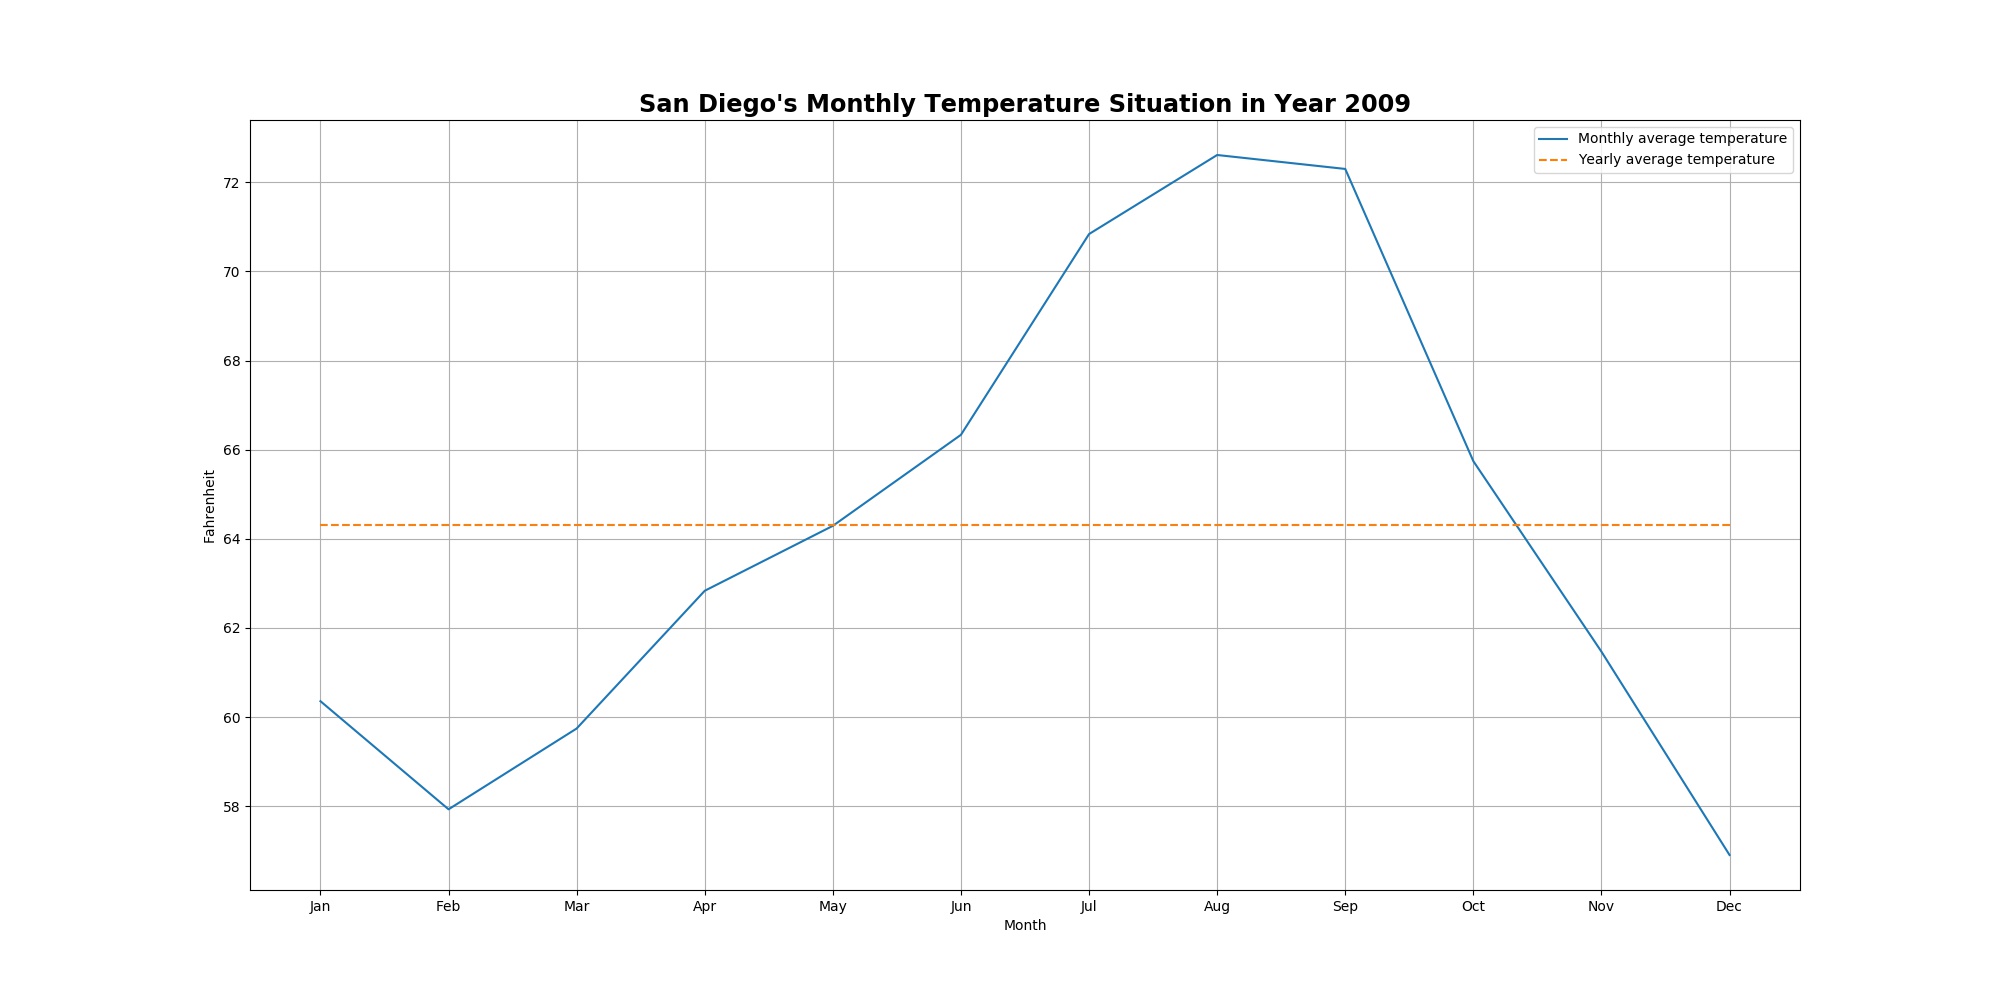 San Diego's Monthly Temperature Situation in Year 2009
Monthly average temperature
Yearly average temperature
72
70
68
66
64
62
60
58
Fahrenheit
Jan Feb Mar Apr May Jun Jul Aug Sep Oct Nov Dec
Month